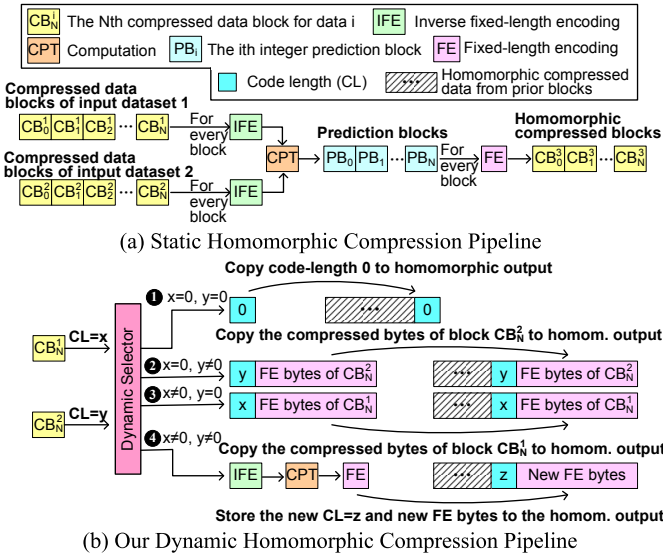 CB_N^i The Nth compressed data block for data i IFE Inverse fixed-length encoding
CPT Computation PB_i The ith integer prediction block FE Fixed-length encoding
Code length (CL) ••• Homomorphic compressed
data from prior blocks
Compressed data
blocks of input dataset 1
CB_0^1 CB_1^1 CB_2^1 ••• CB_N^1 For every block IFE
Compressed data
blocks of input dataset 2
CB_0^2 CB_1^2 CB_2^2 ••• CB_N^2 For every block IFE
CPT
Prediction blocks
PB_0 PB_1 ••• PB_N For every block FE
Homomorphic
compressed blocks
CB_0^3 CB_1^3 ••• CB_N^3
(a) Static Homomorphic Compression Pipeline
Copy code-length 0 to homomorphic output
CB_N^1 CL=x
CB_N^2 CL=y
Dynamic Selector
❶ x=0, y=0 0 ••• 0
Copy the compressed bytes of block CB_N^2 to homom. output
❷ x=0, y≠0 y FE bytes of CB_N^2 ••• y FE bytes of CB_N^2
❸ x≠0, y=0 x FE bytes of CB_N^1 ••• x FE bytes of CB_N^1
Copy the compressed bytes of block CB_N^1 to homom. output
❹ x≠0, y≠0 IFE CPT FE ••• z New FE bytes
Store the new CL=z and new FE bytes to the homom. output
(b) Our Dynamic Homomorphic Compression Pipeline